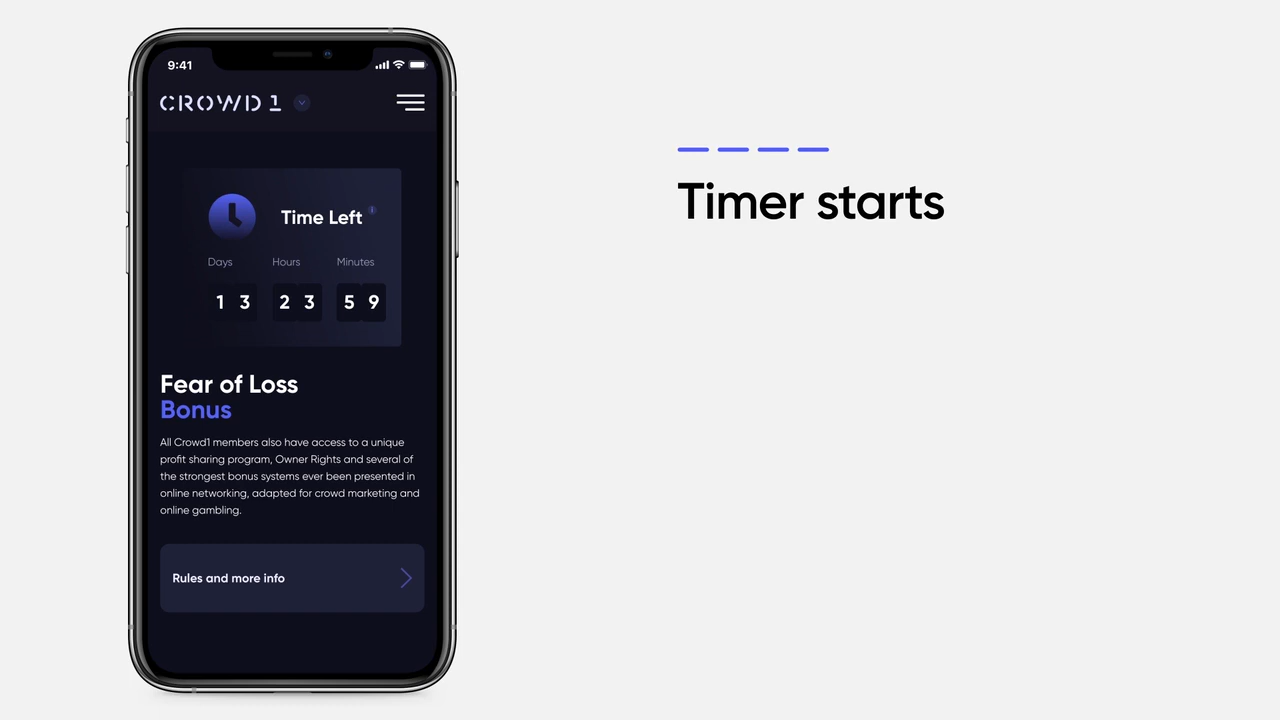 9:41
CROWD 1
Time Left
Days Hours Minutes
1 3 2 3 5 9
Fear of Loss
Bonus
All Crowd1 members also have access to a unique
profit sharing program, Owner Rights and several of
the strongest bonus systems ever been presented in
online networking, adapted for crowd marketing and
online gambling.
Rules and more info
Timer starts